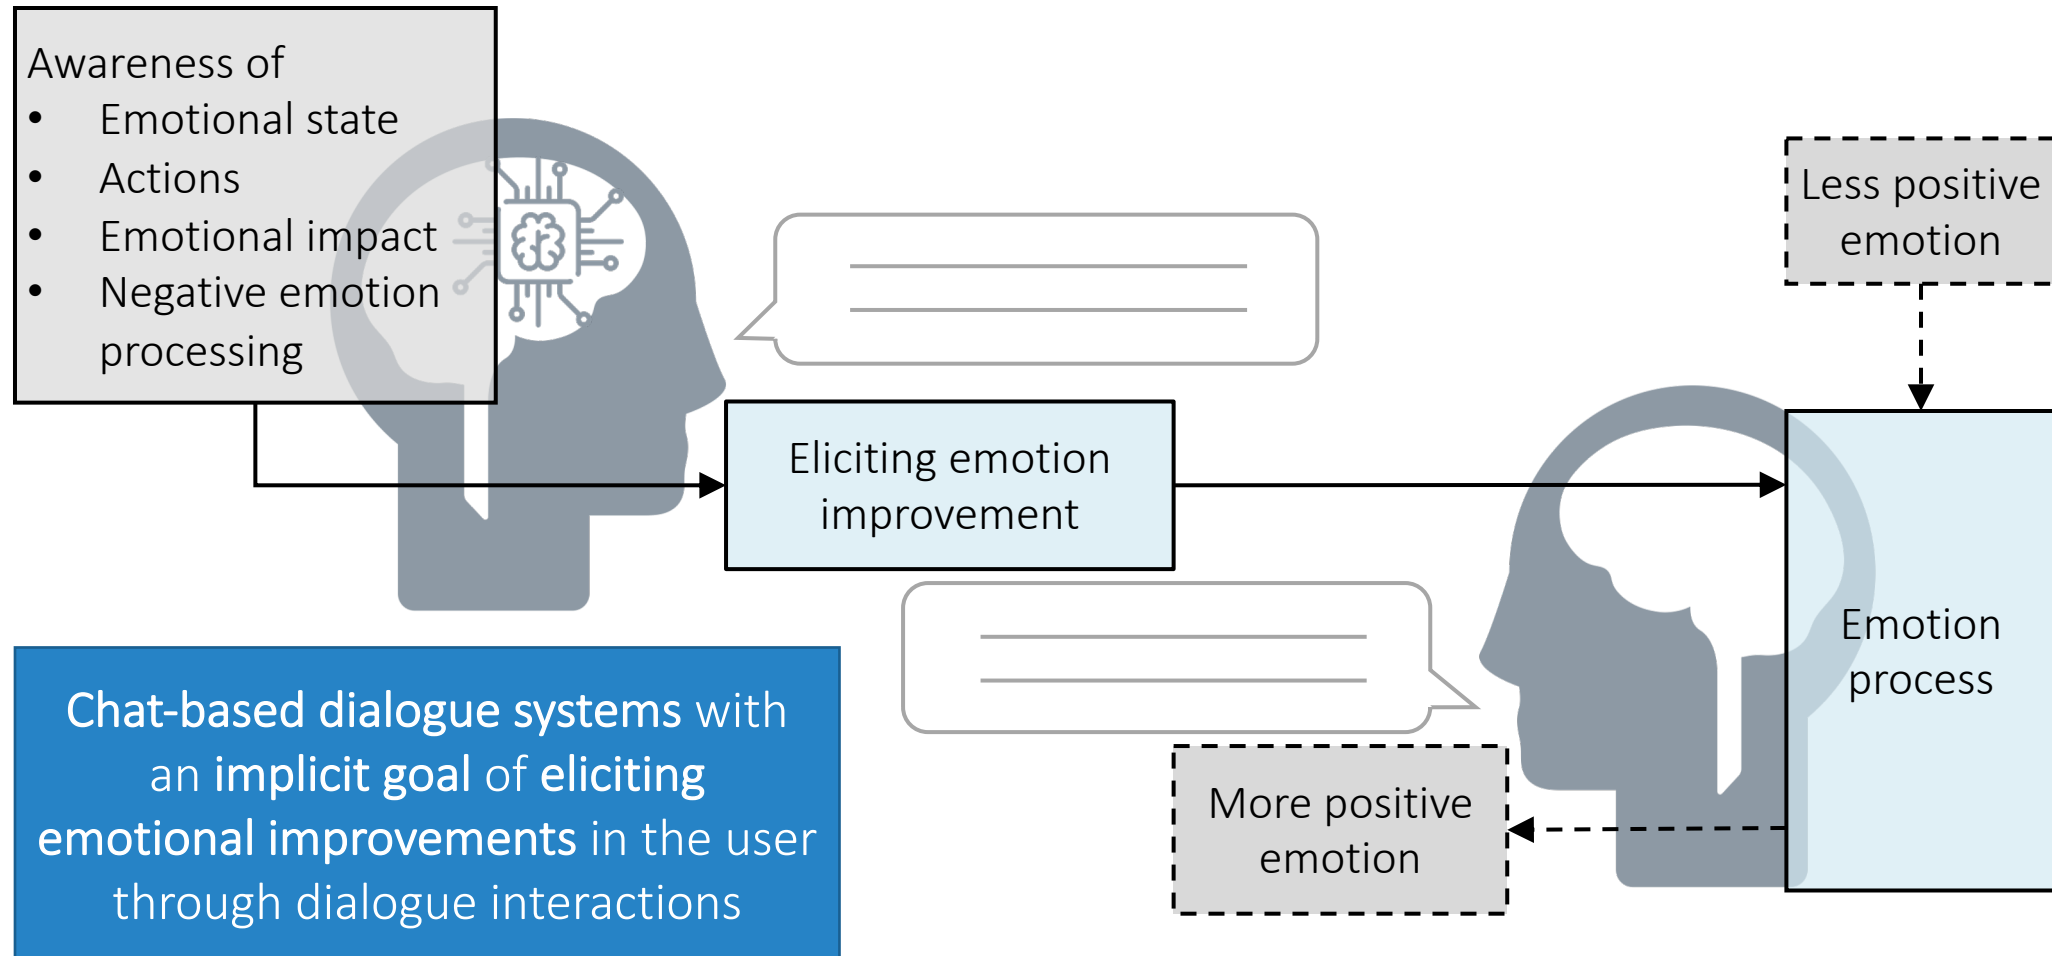 Awareness of
• Emotional state
• Actions
• Emotional impact
• Negative emotion
processing
Less positive
emotion
Eliciting emotion
improvement
Emotion
process
More positive
emotion
Chat-based dialogue systems with
an implicit goal of eliciting
emotional improvements in the user
through dialogue interactions